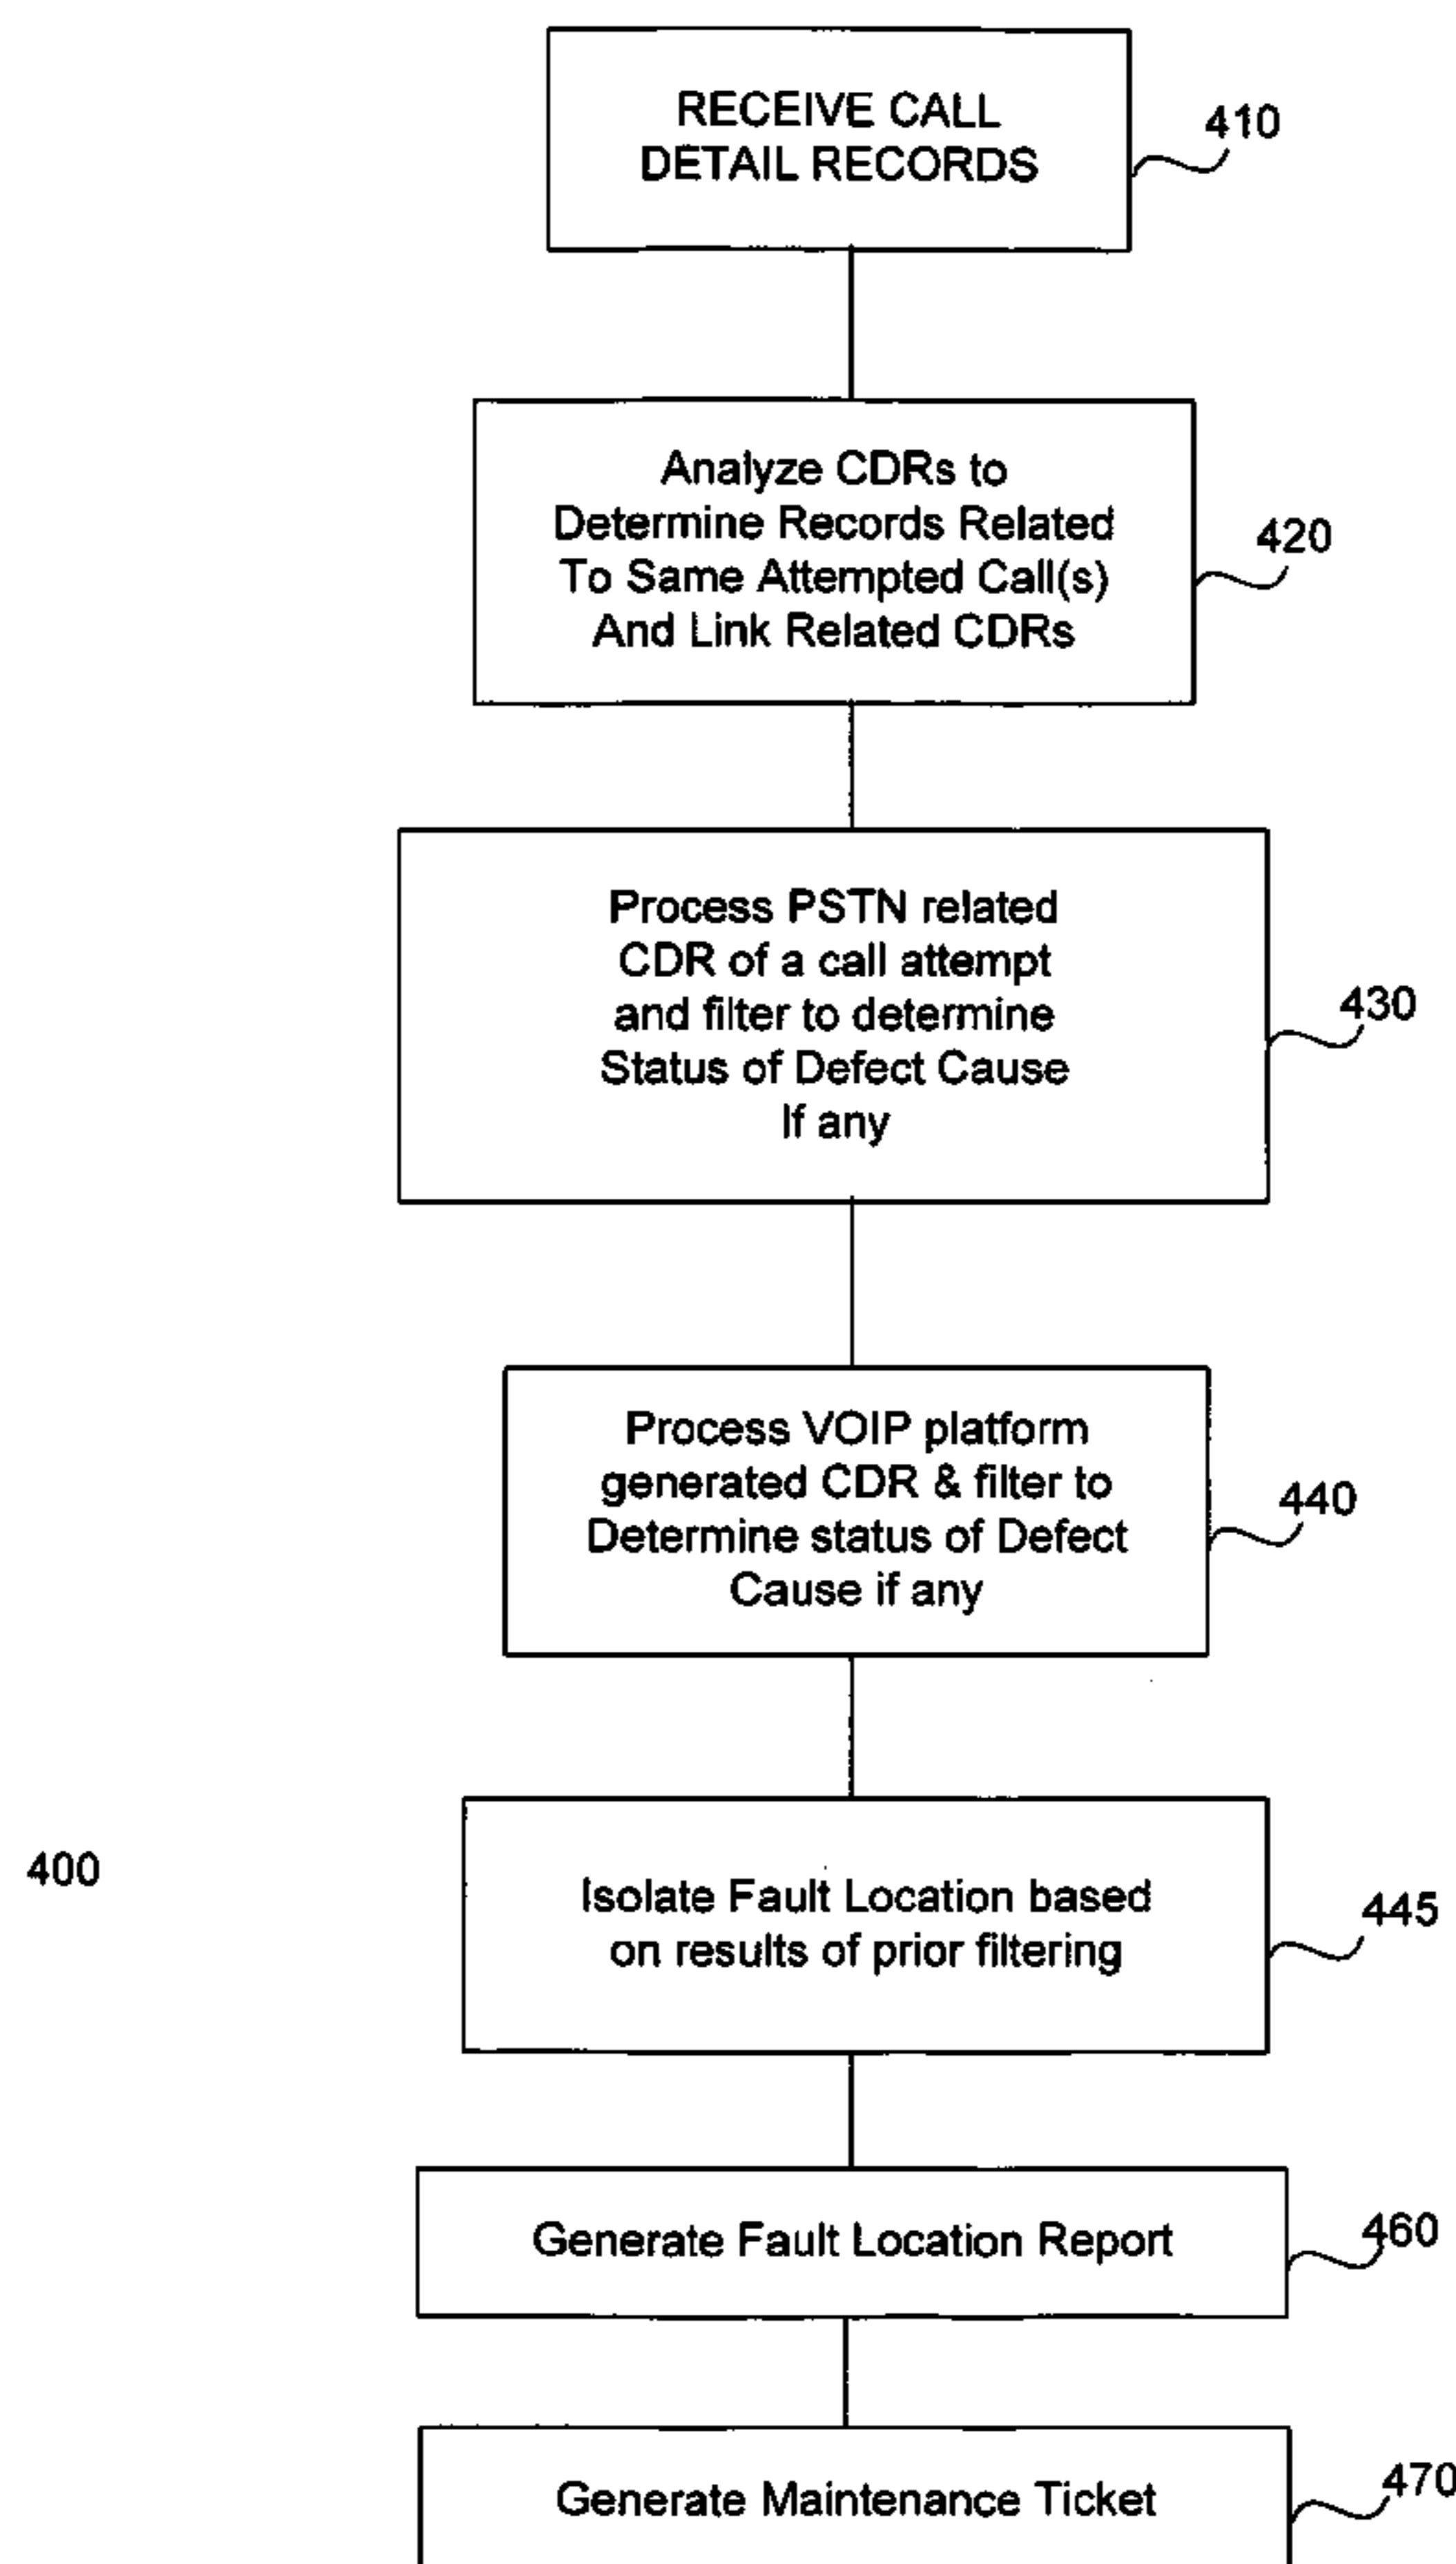 RECEIVE CALL
DETAIL RECORDS
410
Analyze CDRs to
Determine Records Related
To Same Attempted Call(s)
And Link Related CDRs
420
Process PSTN related
CDR of a call attempt
and filter to determine
Status of Defect Cause
If any
430
Process VOIP platform
generated CDR & filter to
Determine status of Defect
Cause if any
440
400
Isolate Fault Location based
on results of prior filtering
445
Generate Fault Location Report
460
Generate Maintenance Ticket
470